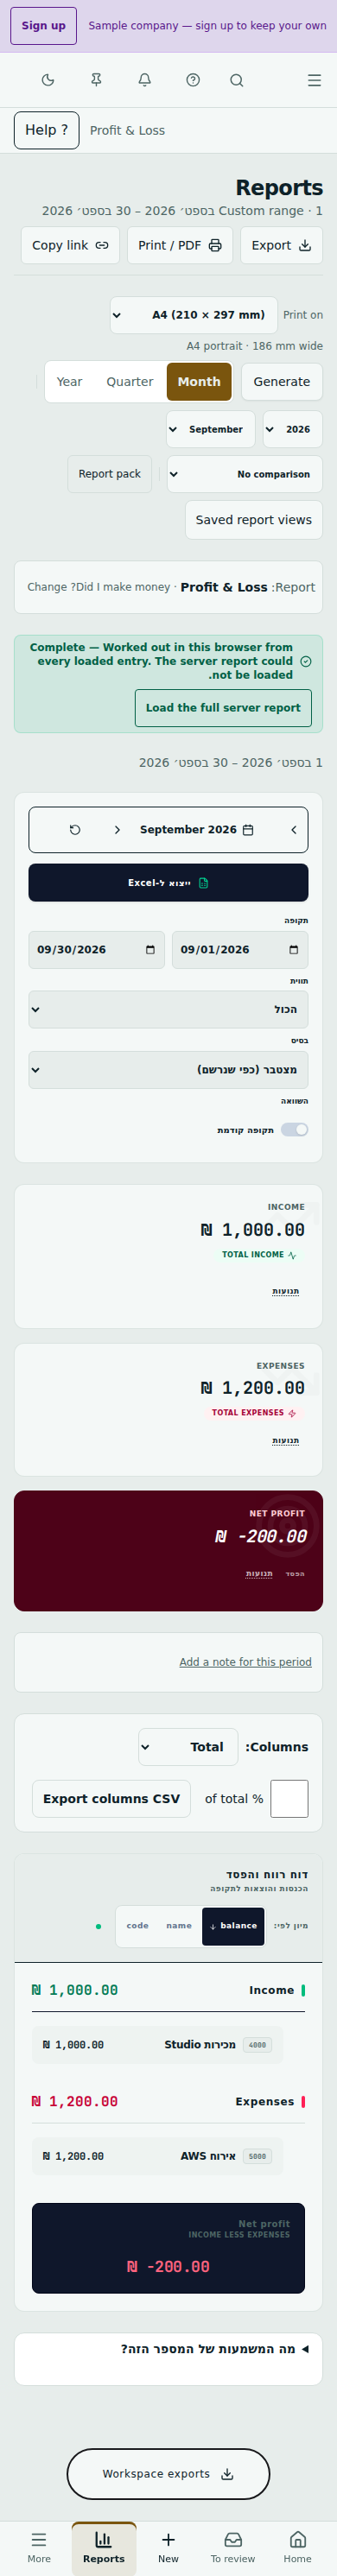 Sign up
Sample company — sign up to keep your own
Help ?
Profit & Loss
Reports
Custom range · 1 בספט׳ 2026 – 30 בספט׳ 2026
Export
Print / PDF
Copy link
Print on
A4 (210 × 297 mm)
A4 portrait · 186 mm wide
Generate
Month
Quarter
Year
2026
September
No comparison
Report pack
Saved report views
Report: Profit & Loss · Did I make money? Change
Complete — Worked out in this browser from
every loaded entry. The server report could
not be loaded.
Load the full server report
1 בספט׳ 2026 – 30 בספט׳ 2026
September 2026
ייצוא ל-Excel
תקופה
09/01/2026
09/30/2026
תווית
הכול
בסיס
מצטבר (כפי שנרשם)
השוואה
תקופה קודמת
INCOME
₪ 1,000.00
TOTAL INCOME
תנועות
EXPENSES
₪ 1,200.00
TOTAL EXPENSES
תנועות
NET PROFIT
₪ -200.00
הפסד
תנועות
Add a note for this period
Columns:
Total
% of total
Export columns CSV
דוח רווח והפסד
הכנסות והוצאות לתקופה
מיון לפי:
balance ↓
name
code
Income
₪ 1,000.00
4000
מכירות Studio
₪ 1,000.00
Expenses
₪ 1,200.00
5000
אירוח AWS
₪ 1,200.00
Net profit
INCOME LESS EXPENSES
₪ -200.00
מה המשמעות של המספר הזה?
Workspace exports
More
Reports
New
To review
Home